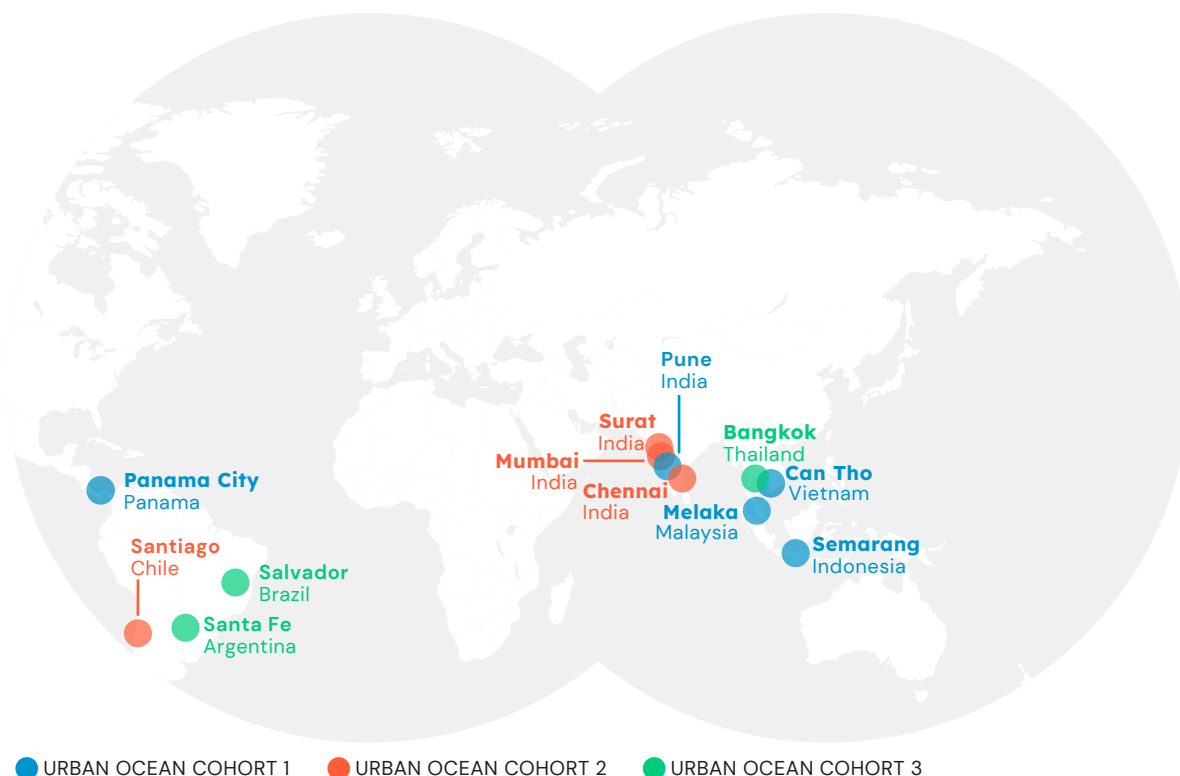 Pune
India
Surat
India
Bangkok
Thailand
Mumbai
India
Can Tho
Vietnam
Panama City
Panama
Chennai
India
Melaka
Malaysia
Semarang
Indonesia
Santiago
Chile
Salvador
Brazil
Santa Fe
Argentina
URBAN OCEAN COHORT 1
URBAN OCEAN COHORT 2
URBAN OCEAN COHORT 3